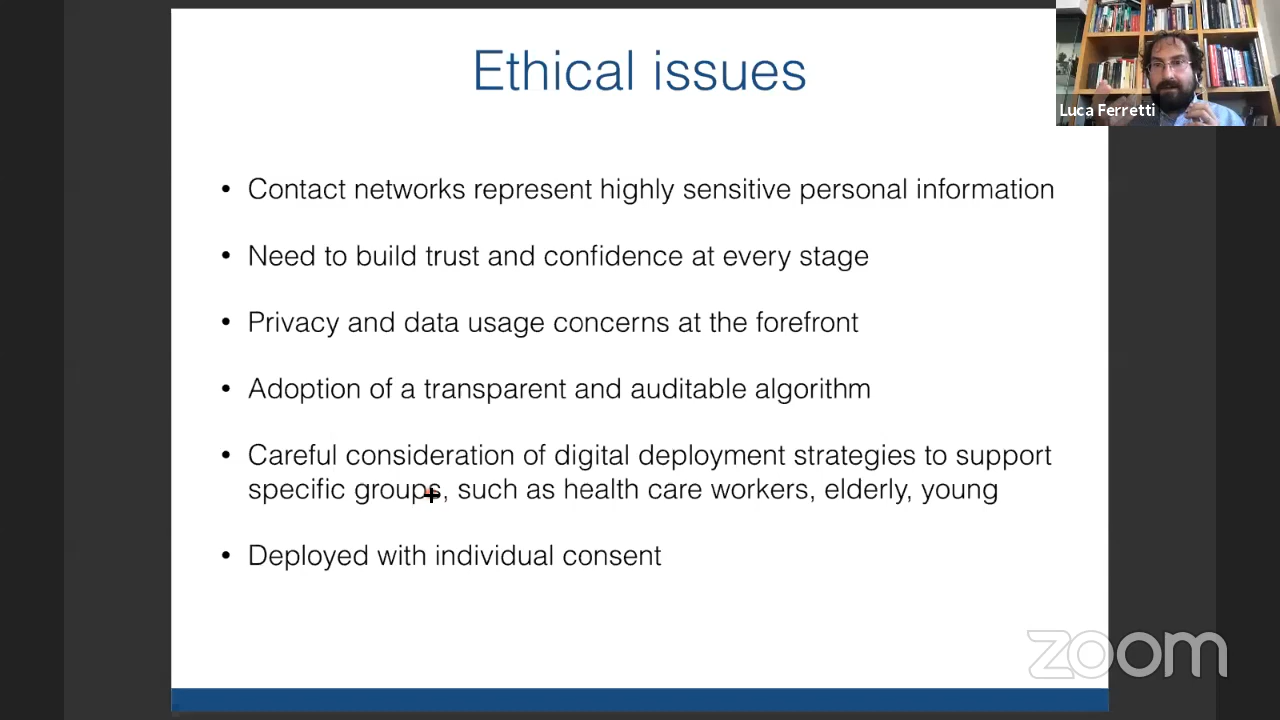 Ethical issues
Luca Ferretti
• Contact networks represent highly sensitive personal information
• Need to build trust and confidence at every stage
• Privacy and data usage concerns at the forefront
• Adoption of a transparent and auditable algorithm
• Careful consideration of digital deployment strategies to support
specific groups, such as health care workers, elderly, young
• Deployed with individual consent
zoom